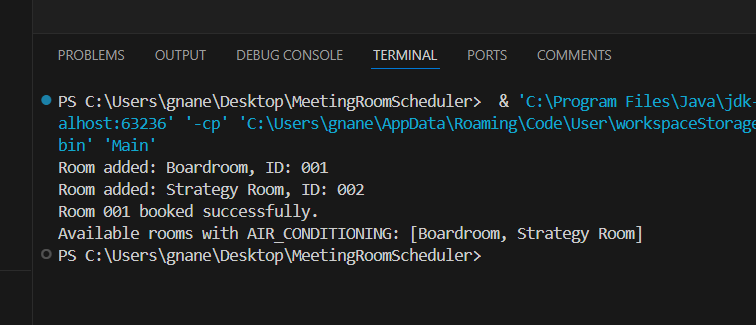 PROBLEMS OUTPUT DEBUG CONSOLE TERMINAL PORTS COMMENTS
PS C:\Users\gnane\Desktop\MeetingRoomScheduler>  & 'C:\Program Files\Java\jdk-
alhost:63236' '-cp' 'C:\Users\gnane\AppData\Roaming\Code\User\workspaceStorage
bin' 'Main'
Room added: Boardroom, ID: 001
Room added: Strategy Room, ID: 002
Room 001 booked successfully.
Available rooms with AIR_CONDITIONING: [Boardroom, Strategy Room]
PS C:\Users\gnane\Desktop\MeetingRoomScheduler>